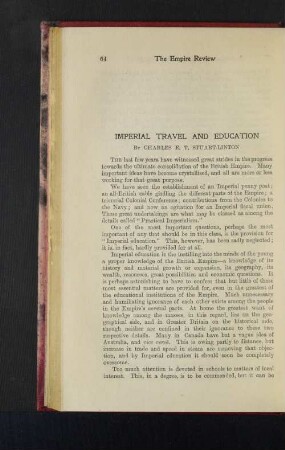 64 The Empire Review
IMPERIAL TRAVEL AND EDUCATION
By CHARLES E. T. STUART-LINTON
THE last few years have witnessed great strides in the progress
towards the ultimate consolidation of the British Empire. Many
important ideas have become crystallised, and all are more or less
working for that great purpose.
We have seen the establishment of an Imperial penny post;
an all-British cable girdling the different parts of the Empire; a
triennial Colonial Conference; contributions from the Colonies to
the Navy; and now an agitation for an Imperial fiscal union.
These great undertakings are what may be classed as among the
details called "Practical Imperialism."
One of the most important questions, perhaps the most
important of any that should be in this class, is the provision for
"Imperial education." This, however, has been sadly neglected;
it is, in fact, hardly provided for at all.
Imperial education is the instilling into the minds of the young
a proper knowledge of the British Empire—a knowledge of its
history and material growth or expansion, its geography, its
wealth, resources, great possibilities and economic questions. It
is perhaps astonishing to have to confess that but little of these
most essential matters are provided for, even in the greatest of
the educational institutions of the Empire. Much unnecessary
and humiliating ignorance of each other exists among the people
in the Empire's several parts. At home the greatest want of
knowledge among the masses, in this regard, lies on the geo-
graphical side, and in Greater Britain on the historical side,
though neither are confined in their ignorance to these two
respective details. Many in Canada have but a vague idea of
Australia, and vice versâ. This is owing partly to distance, but
increase in trade and speed in steam are removing that objec-
tion, and by Imperial education it should soon be completely
overcome.
Too much attention is devoted in schools to matters of local
interest. This, in a degree, is to be commended, but it can be